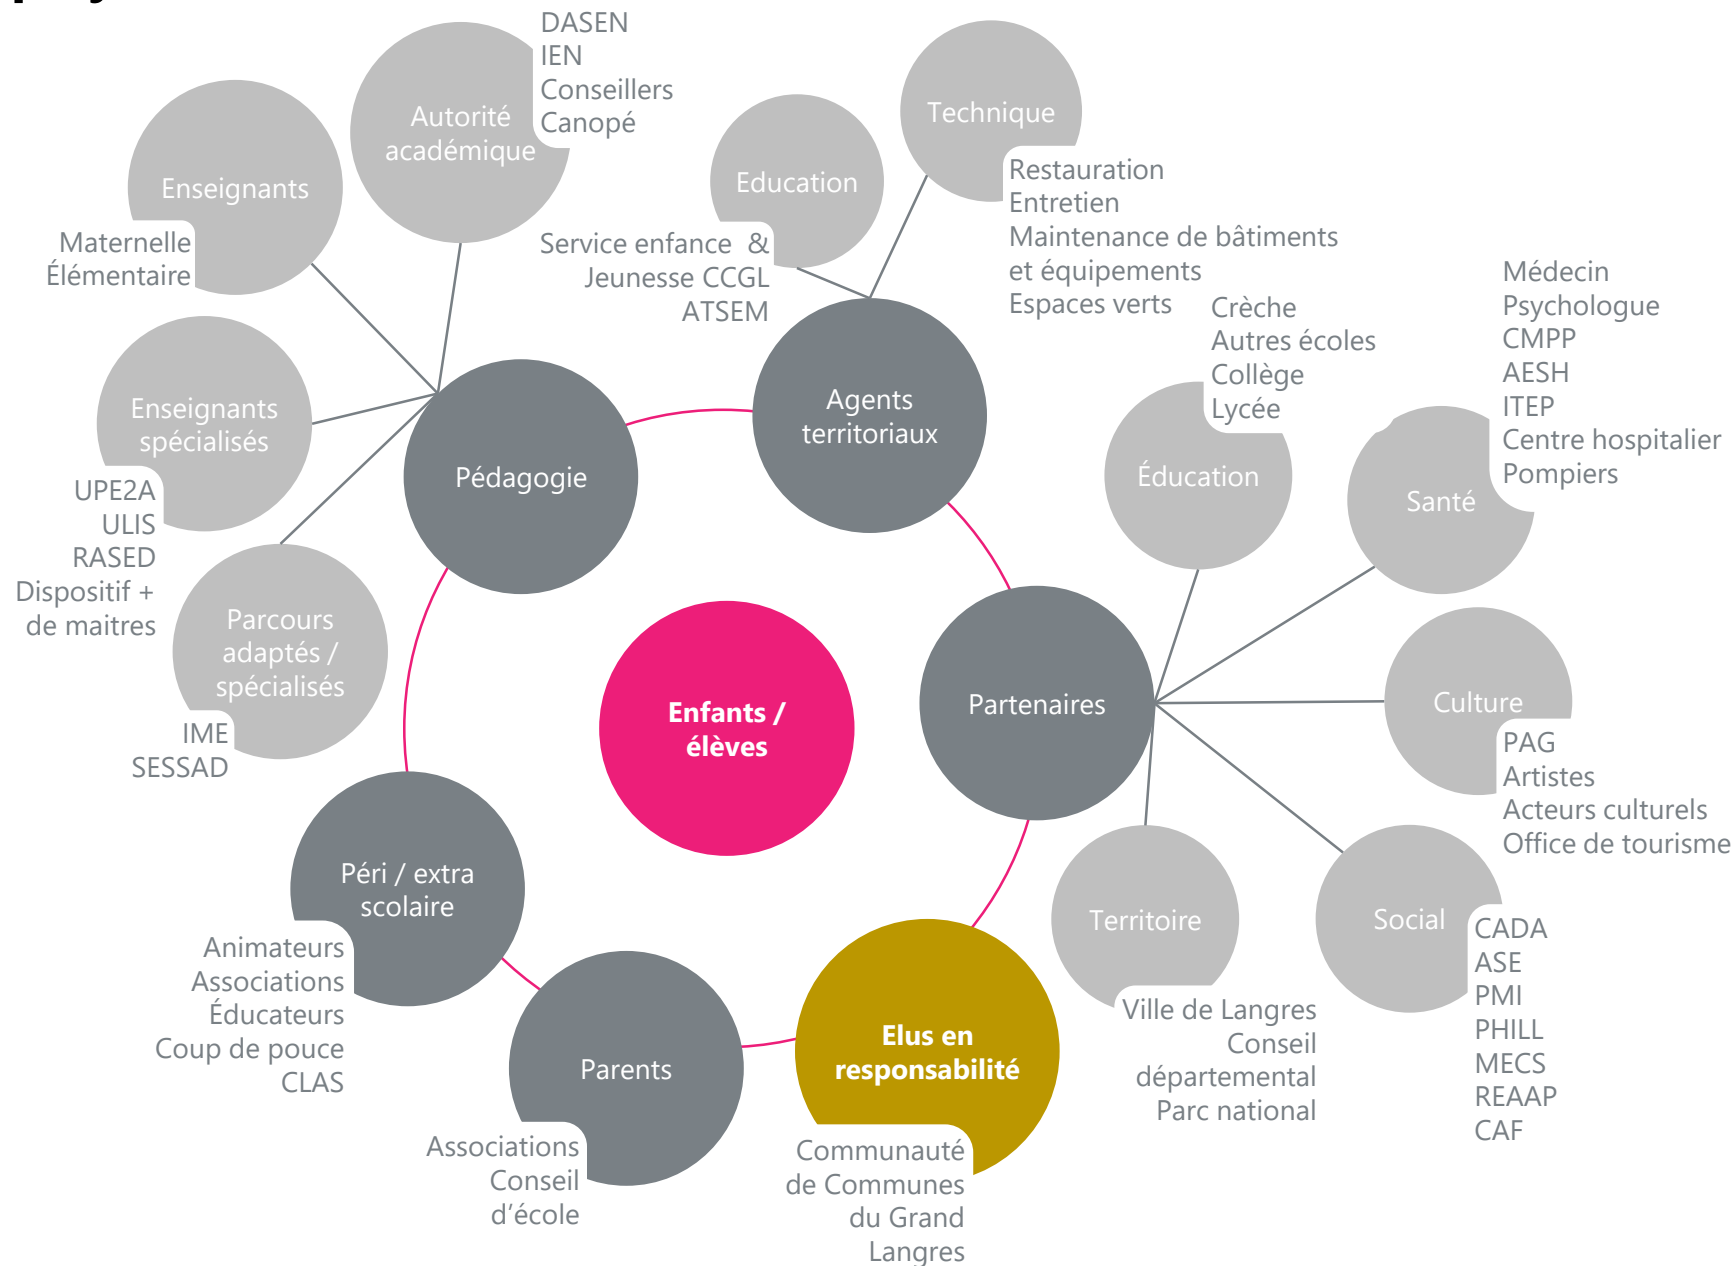 DASEN
IEN
Conseillers
Canopé
Autorité
académique
Enseignants
Maternelle
Élémentaire
Enseignants
spécialisés
UPE2A
ULIS
RASED
Dispositif +
de maitres
Parcours
adaptés /
spécialisés
IME
SESSAD
Pédagogie
Education
Service enfance &
Jeunesse CCGL
ATSEM
Technique
Restauration
Entretien
Maintenance de bâtiments
et équipements
Espaces verts
Agents
territoriaux
Crèche
Autres écoles
Collège
Lycée
Éducation
Médecin
Psychologue
CMPP
AESH
ITEP
Centre hospitalier
Pompiers
Santé
Partenaires
Culture
PAG
Artistes
Acteurs culturels
Office de tourisme
Social
CADA
ASE
PMI
PHILL
MECS
REAAP
CAF
Territoire
Ville de Langres
Conseil
départemental
Parc national
Enfants /
élèves
Péri / extra
scolaire
Animateurs
Associations
Éducateurs
Coup de pouce
CLAS
Parents
Associations
Conseil
d’école
Elus en
responsabilité
Communauté
de Communes
du Grand
Langres